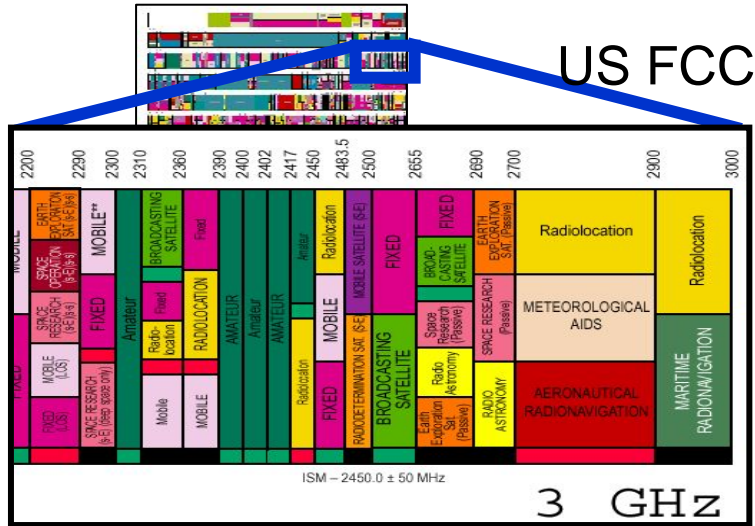 US FCC
2200
2290
2300
2310
2360
2390
2400
2402
2417
2450
2483.5
2500
2655
2690
2700
2900
3000
MOBILE
FIXED
EARTH
EXPLORATION
SAT. (s-E)(s-s)
SPACE
OPERATION
(s-E)(s-s)
SPACE
RESEARCH
(s-E)(s-s)
MOBILE
(LOS)
FIXED
(LOS)
MOBILE**
FIXED
SPACE RESEARCH
(s-E)(deep space only)
Amateur
BROADCASTING
SATELLITE
Fixed
Radio-
location
Mobile
Fixed
RADIOLOCATION
MOBILE
AMATEUR
Amateur
AMATEUR
Amateur
Radiolocation
Radiolocation
MOBILE
FIXED
MOBILE SATELLITE (S-E)
RADIODETERMINATION SAT. (S-E)
FIXED
BROADCASTING
SATELLITE
FIXED
BROAD-
CASTING
SATELLITE
Space
Research
(Passive)
Radio
Astronomy
Earth
Exploration
Sat.
(Passive)
EARTH
EXPLORATION
SAT. (Passive)
SPACE RESEARCH
(Passive)
RADIO
ASTRONOMY
Radiolocation
METEOROLOGICAL
AIDS
AERONAUTICAL
RADIONAVIGATION
Radiolocation
MARITIME
RADIONAVIGATION
ISM – 2450.0 ± 50 MHz
3 GHz